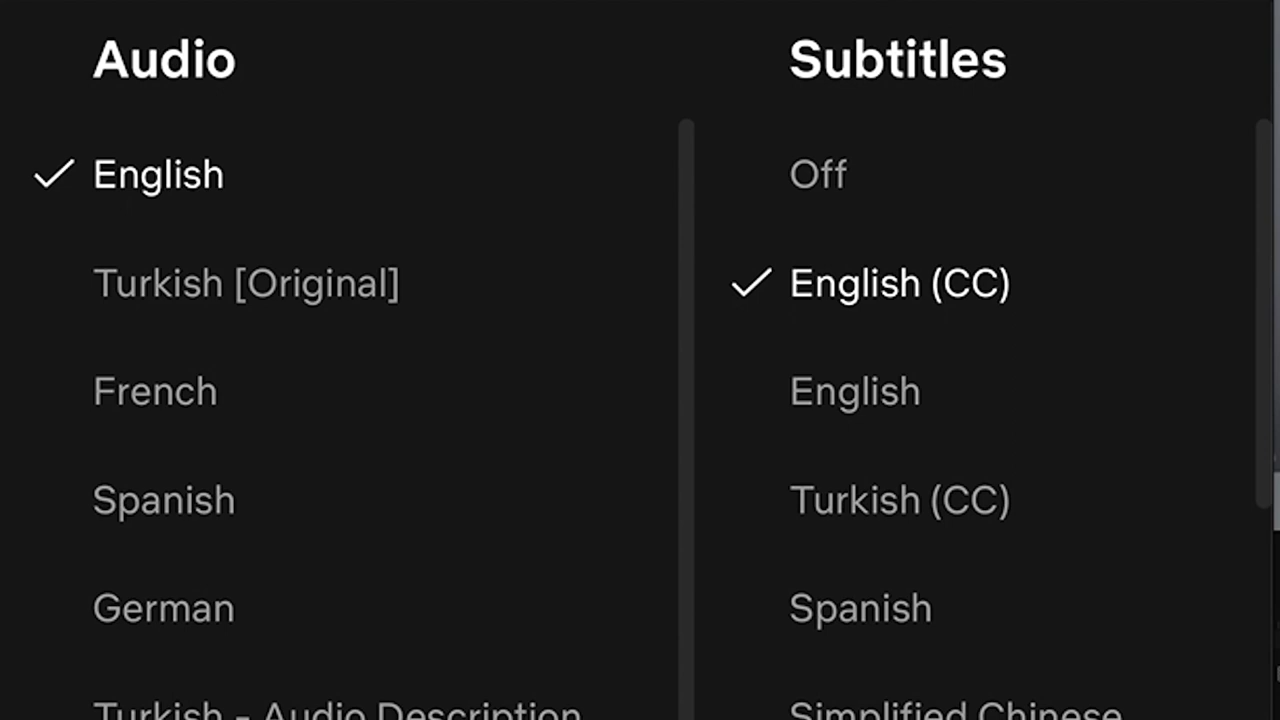 Audio
English
Turkish [Original]
French
Spanish
German
Turkish - Audio Description
Subtitles
Off
English (CC)
English
Turkish (CC)
Spanish
Simplified Chinese